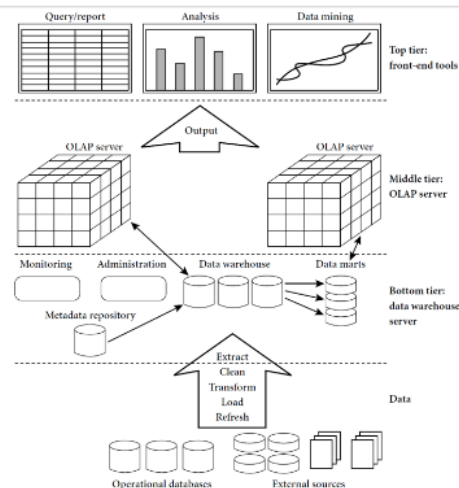 Query/report
Analysis
Data mining
Top tier:
front-end tools
Output
OLAP server
OLAP server
Middle tier:
OLAP server
Monitoring
Administration
Data warehouse
Data marts
Bottom tier:
data warehouse
server
Metadata repository
Extract
Clean
Transform
Load
Refresh
Data
Operational databases
External sources